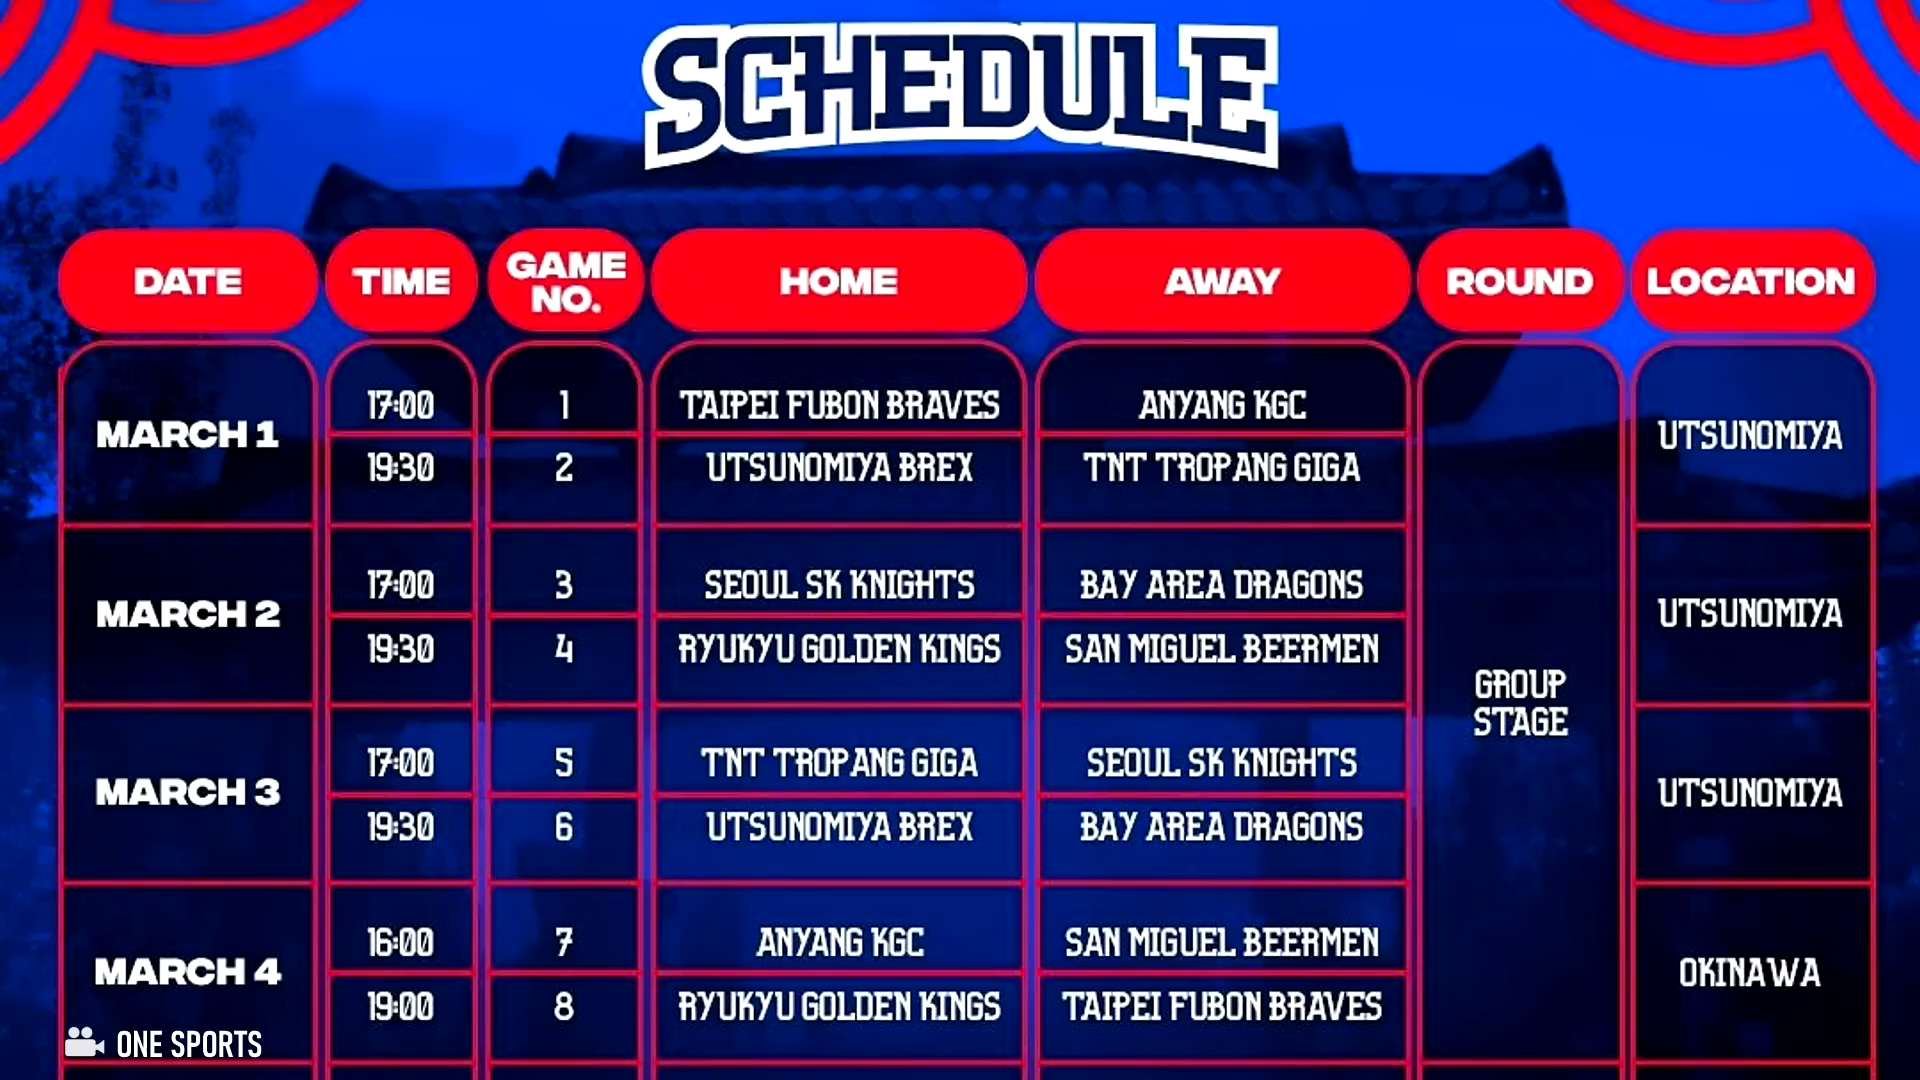 SCHEDULE
DATE TIME GAME NO. HOME AWAY ROUND LOCATION
MARCH 1 17:00 1 TAIPEI FUBON BRAVES ANYANG KGC UTSUNOMIYA
19:30 2 UTSUNOMIYA BREX TNT TROPANG GIGA
MARCH 2 17:00 3 SEOUL SK KNIGHTS BAY AREA DRAGONS UTSUNOMIYA
19:30 4 RYUKYU GOLDEN KINGS SAN MIGUEL BEERMEN
GROUP STAGE
MARCH 3 17:00 5 TNT TROPANG GIGA SEOUL SK KNIGHTS UTSUNOMIYA
19:30 6 UTSUNOMIYA BREX BAY AREA DRAGONS
MARCH 4 16:00 7 ANYANG KGC SAN MIGUEL BEERMEN OKINAWA
19:00 8 RYUKYU GOLDEN KINGS TAIPEI FUBON BRAVES
ONE SPORTS